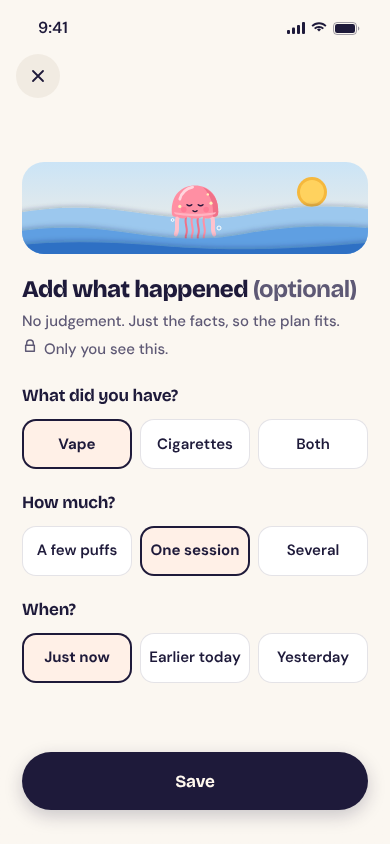 9:41
Add what happened (optional)
No judgement. Just the facts, so the plan fits.
Only you see this.
What did you have?
Vape
Cigarettes
Both
How much?
A few puffs
One session
Several
When?
Just now
Earlier today
Yesterday
Save